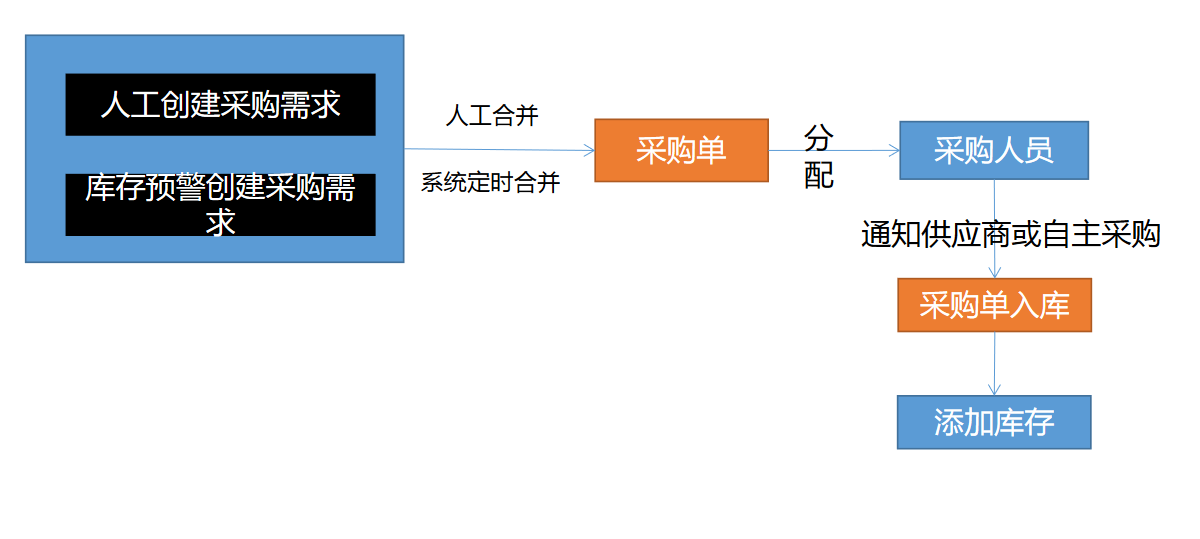 人工创建采购需求
库存预警创建采购需
求
人工合并
系统定时合并
采购单
分
配
采购人员
通知供应商或自主采购
采购单入库
添加库存